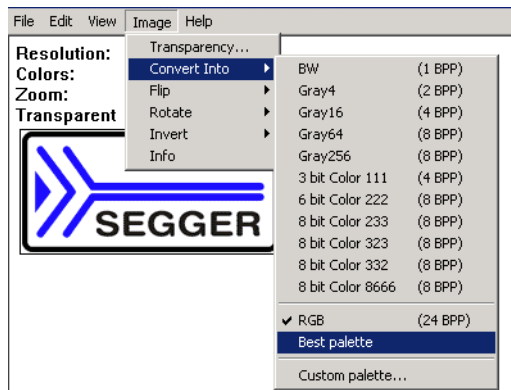 File Edit View Image Help
Resolution:
Colors:
Zoom:
Transparent
Transparency...
Convert Into
Flip
Rotate
Invert
Info
BW (1 BPP)
Gray4 (2 BPP)
Gray16 (4 BPP)
Gray64 (8 BPP)
Gray256 (8 BPP)
3 bit Color 111 (4 BPP)
6 bit Color 222 (8 BPP)
8 bit Color 233 (8 BPP)
8 bit Color 323 (8 BPP)
8 bit Color 332 (8 BPP)
8 bit Color 8666 (8 BPP)
RGB (24 BPP)
Best palette
Custom palette...
SEGGER